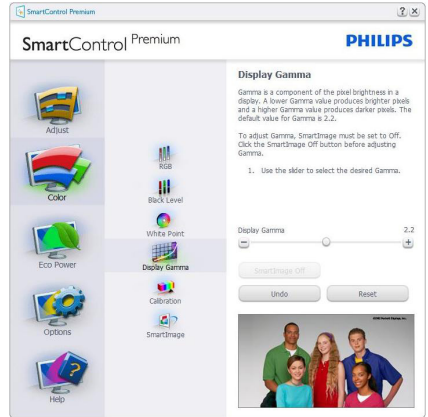 SmartControl Premium
SmartControl Premium
PHILIPS
Adjust
Color
Eco Power
Options
Help
RGB
Black Level
White Point
Display Gamma
Calibration
SmartImage
Display Gamma
Gamma is a component of the pixel brightness in a
display. A lower Gamma value produces brighter pixels
and a higher Gamma value produces darker pixels. The
default value for Gamma is 2.2.
To adjust Gamma, SmartImage must be set to Off.
Click the SmartImage Off button before adjusting
Gamma.
1. Use the slider to select the desired Gamma.
Display Gamma 2.2
SmartImage Off
Undo Reset